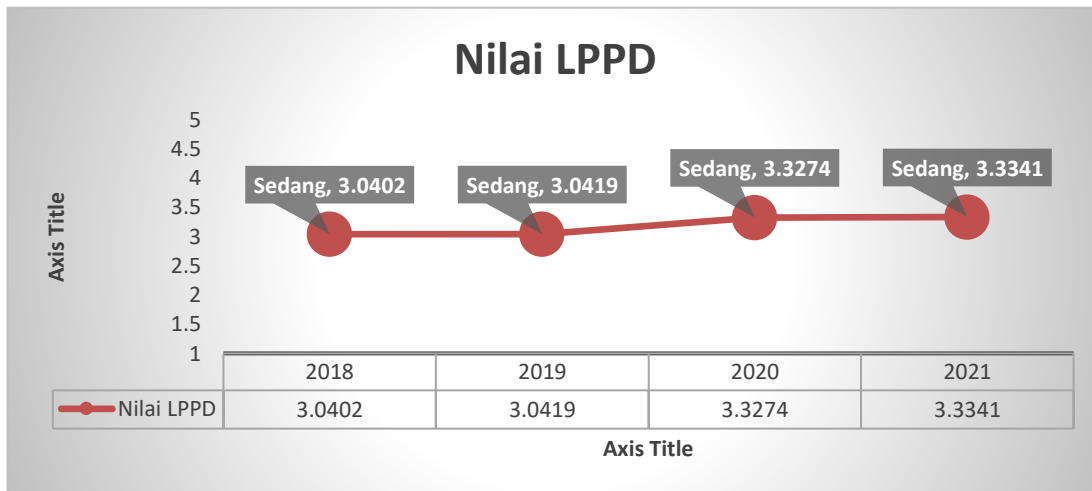 Nilai LPPD
Axis Title
5
4.5
4
3.5
3
2.5
2
1.5
1
Sedang, 3.0402
Sedang, 3.0419
Sedang, 3.3274
Sedang, 3.3341
2018 2019 2020 2021
Nilai LPPD 3.0402 3.0419 3.3274 3.3341
Axis Title